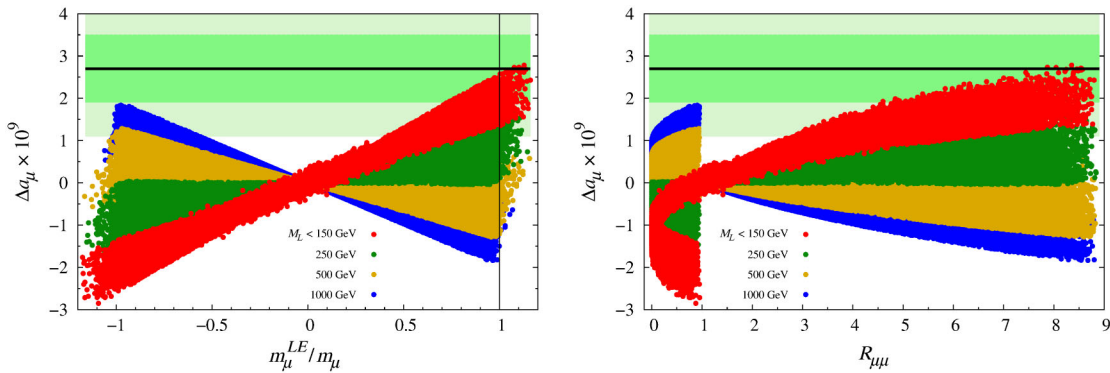 4
3
2
1
0
−1
−2
−3
Δaμ × 10⁹
M_L < 150 GeV
250 GeV
500 GeV
1000 GeV
−1 −0.5 0 0.5 1
m_μ^{LE}/m_μ
4
3
2
1
0
−1
−2
−3
Δaμ × 10⁹
M_L < 150 GeV
250 GeV
500 GeV
1000 GeV
0 1 2 3 4 5 6 7 8 9
R_{μμ}